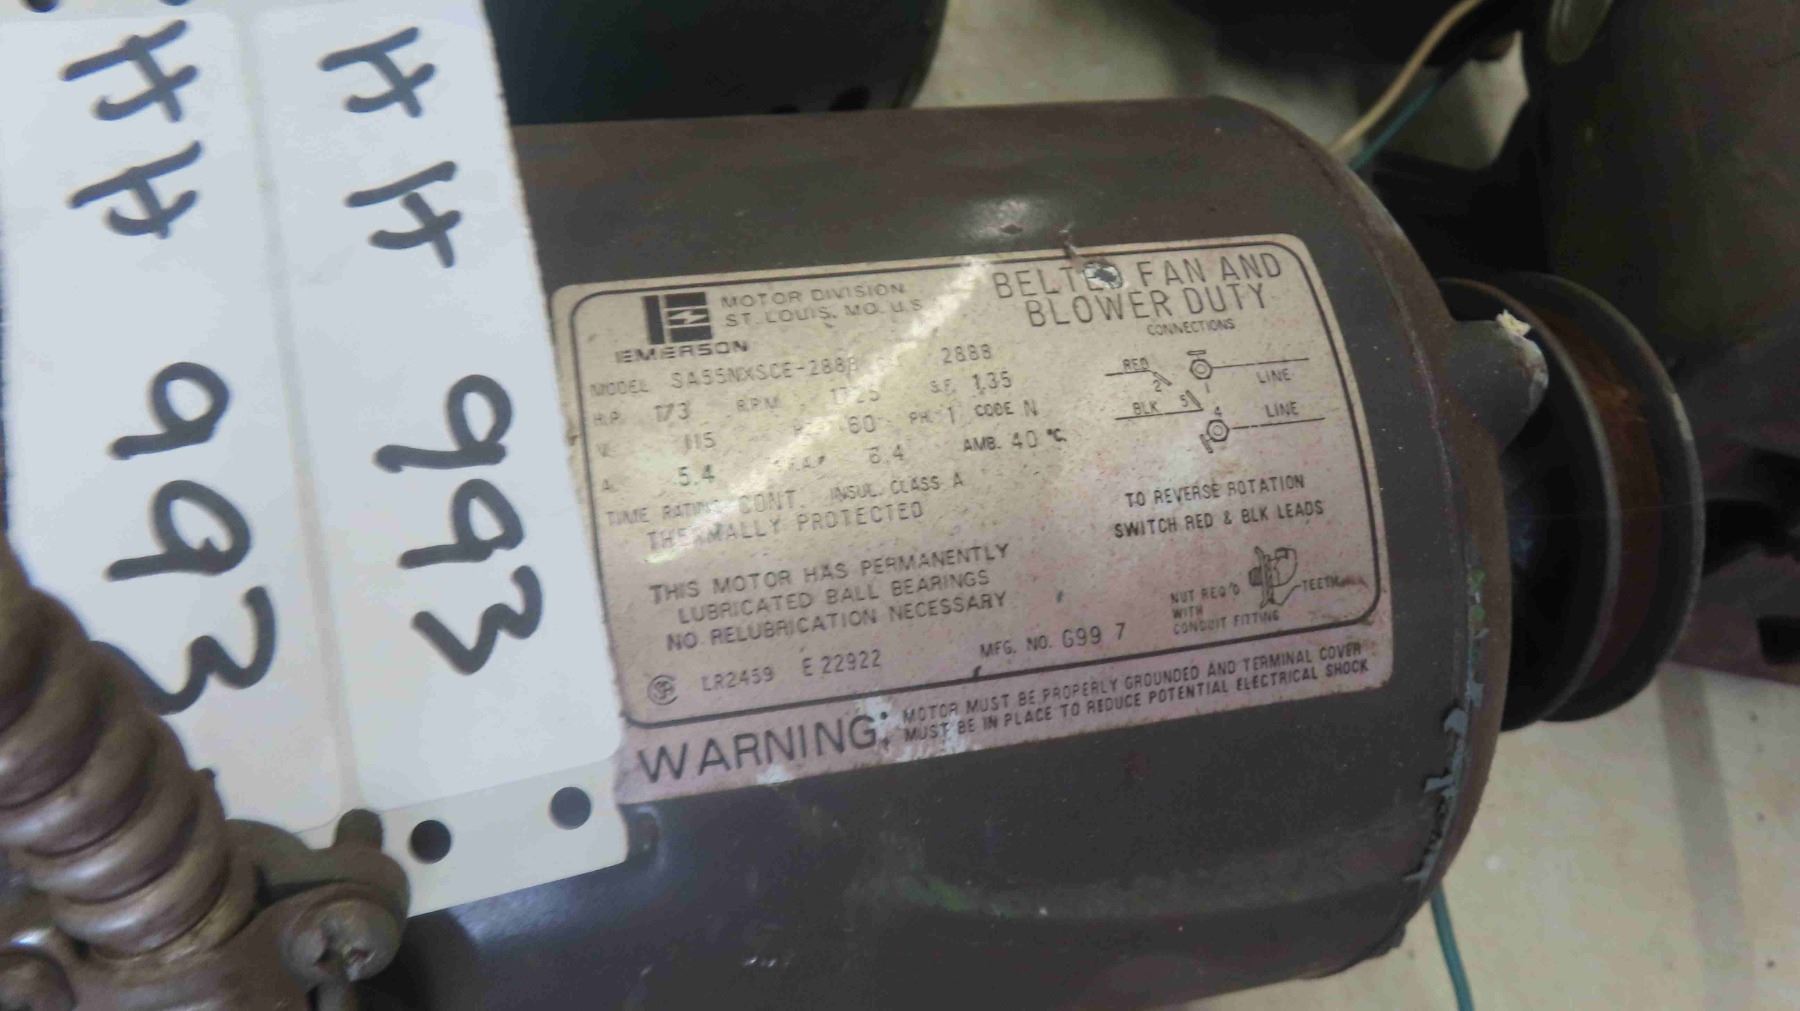 HH 993
HH 993
MOTOR DIVISION
ST. LOUIS, MO. U.S.
EMERSON
BELTED FAN AND
BLOWER DUTY
CONNECTIONS
MODEL SA55NXSCE-2888 2888
H.P. 1/3 R.P.M. 1725 S.F. 1.35
V. 115 60 PH. 1 CODE N
A. 5.4 6.4 AMB. 40 °C
TIME RATING CONT. INSUL. CLASS A
THERMALLY PROTECTED
RED 2 1 LINE
BLK 5 4 LINE
TO REVERSE ROTATION
SWITCH RED & BLK LEADS
THIS MOTOR HAS PERMANENTLY
LUBRICATED BALL BEARINGS
NO RELUBRICATION NECESSARY
NUT REQ'D
WITH
CONDUIT FITTING
TEETH
LR2459 E 22922 MFG. NO. G99 7
WARNING: MOTOR MUST BE PROPERLY GROUNDED AND TERMINAL COVER
MUST BE IN PLACE TO REDUCE POTENTIAL ELECTRICAL SHOCK